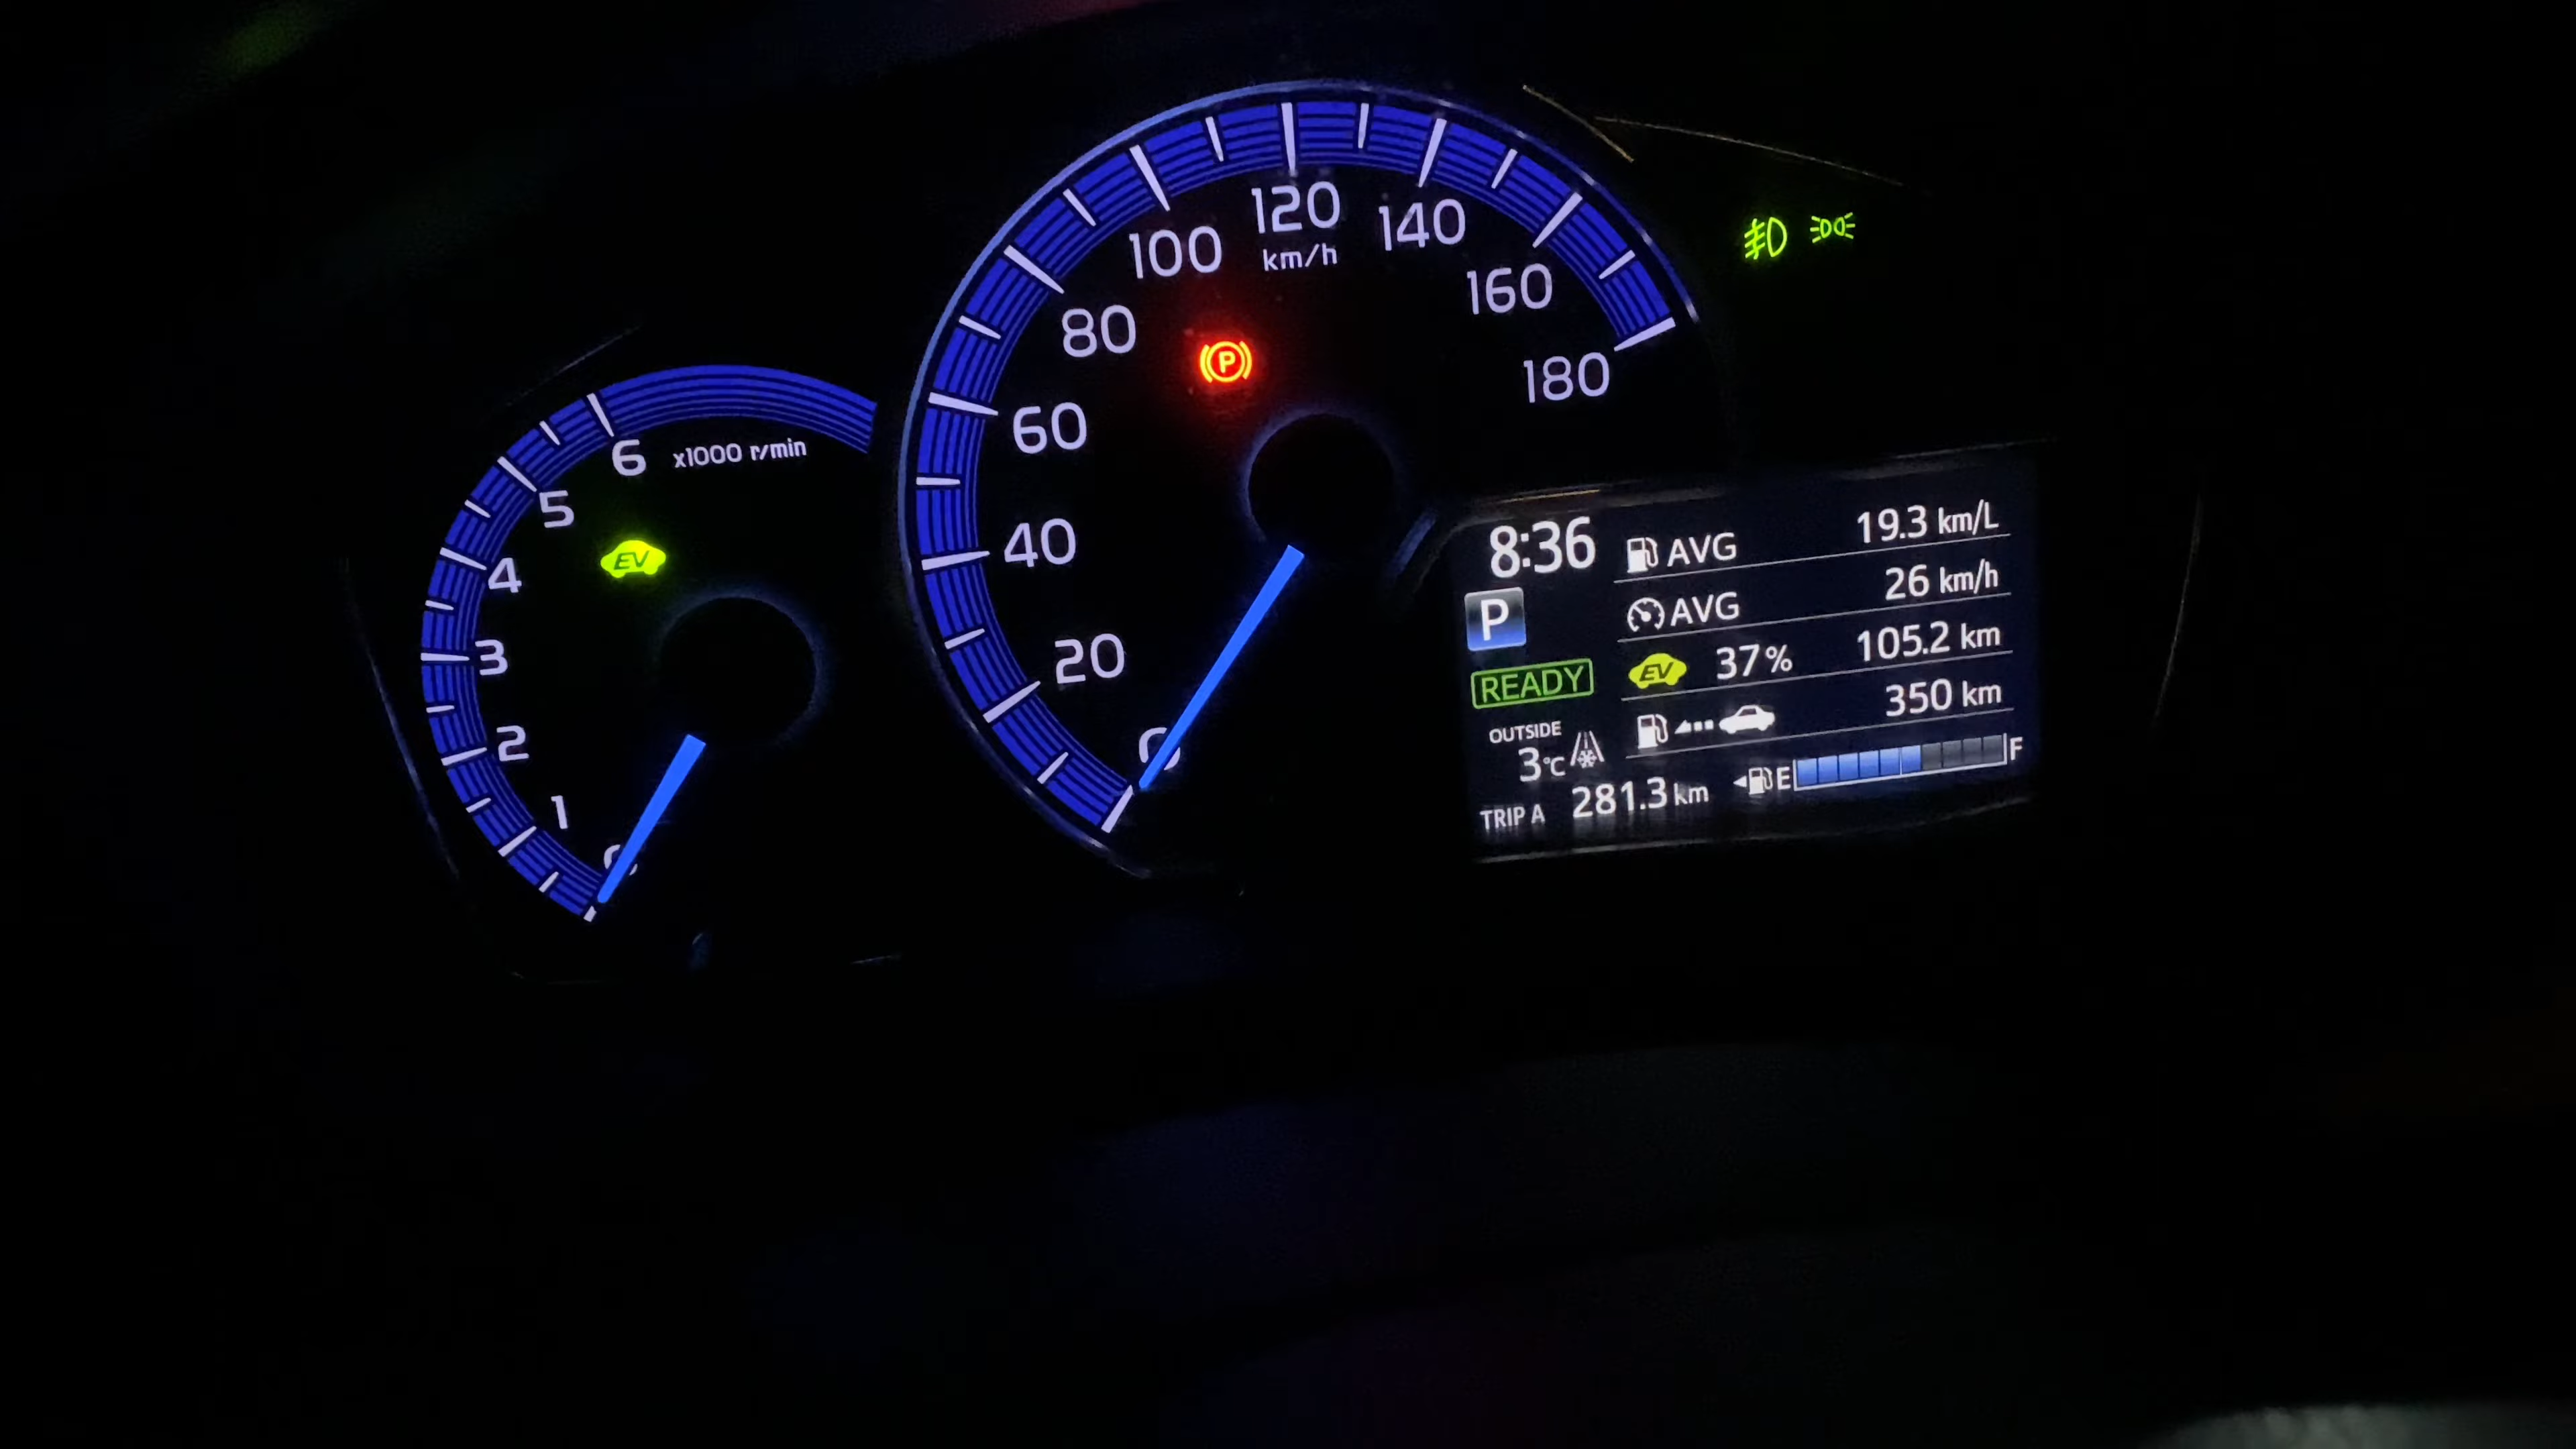 6 x1000 r/min
5
EV
4
3
2
1
120
100 140
km/h
80 160
P
180
60
40
20
0
8:36
P
READY
OUTSIDE
3°C
AVG 19.3 km/L
AVG 26 km/h
EV 37% 105.2 km
350 km
TRIP A 281.3 km
E F